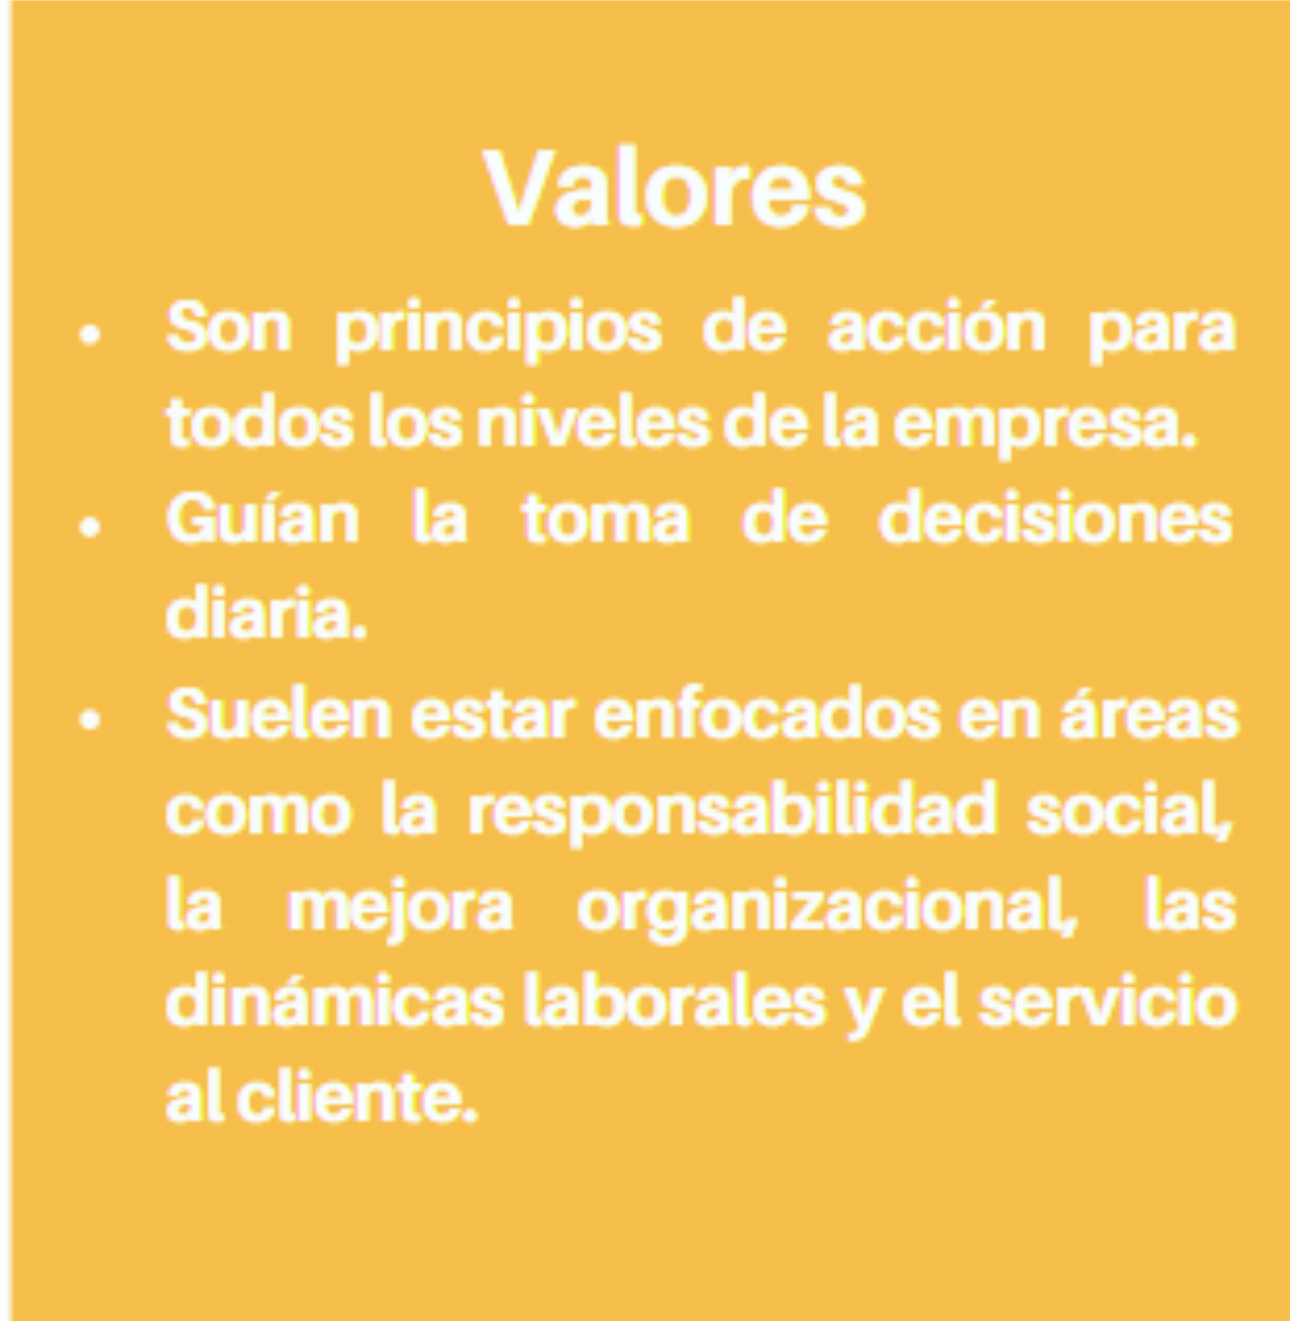 Valores
• Son principios de acción para
todos los niveles de la empresa.
• Guían la toma de decisiones
diaria.
• Suelen estar enfocados en áreas
como la responsabilidad social,
la mejora organizacional, las
dinámicas laborales y el servicio
al cliente.